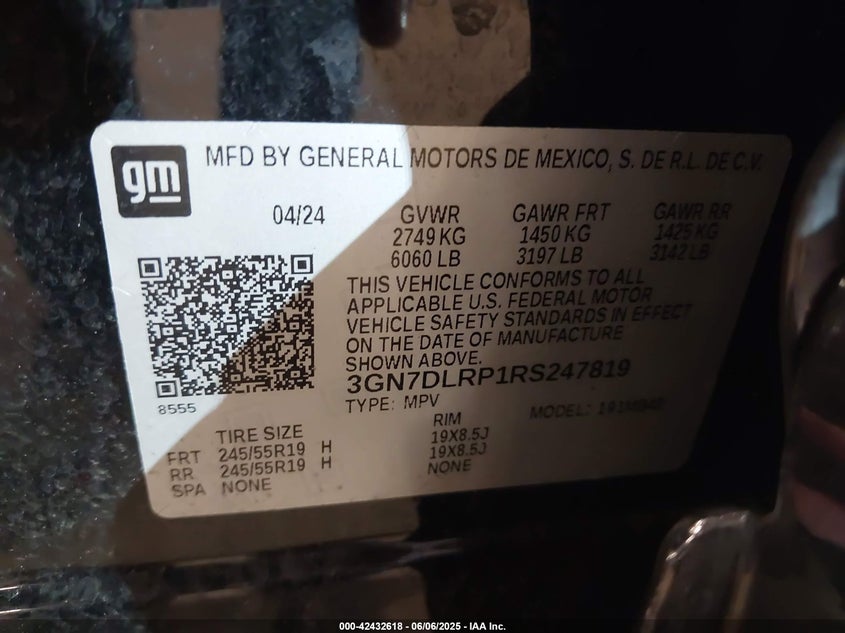 gm
MFD BY GENERAL MOTORS DE MEXICO, S. DE R.L. DE C.V.
04/24 GVWR GAWR FRT GAWR RR
2749 KG 1450 KG 1425 KG
6060 LB 3197 LB 3142 LB
THIS VEHICLE CONFORMS TO ALL
APPLICABLE U.S. FEDERAL MOTOR
VEHICLE SAFETY STANDARDS IN EFFECT
ON THE DATE OF MANUFACTURE
SHOWN ABOVE.
3GN7DLRP1RS247819
8555 TYPE: MPV MODEL:
TIRE SIZE RIM
FRT 245/55R19 H 19X8.5J
RR 245/55R19 H 19X8.5J
SPA NONE NONE
000-42432618 - 06/06/2025 - IAA Inc.